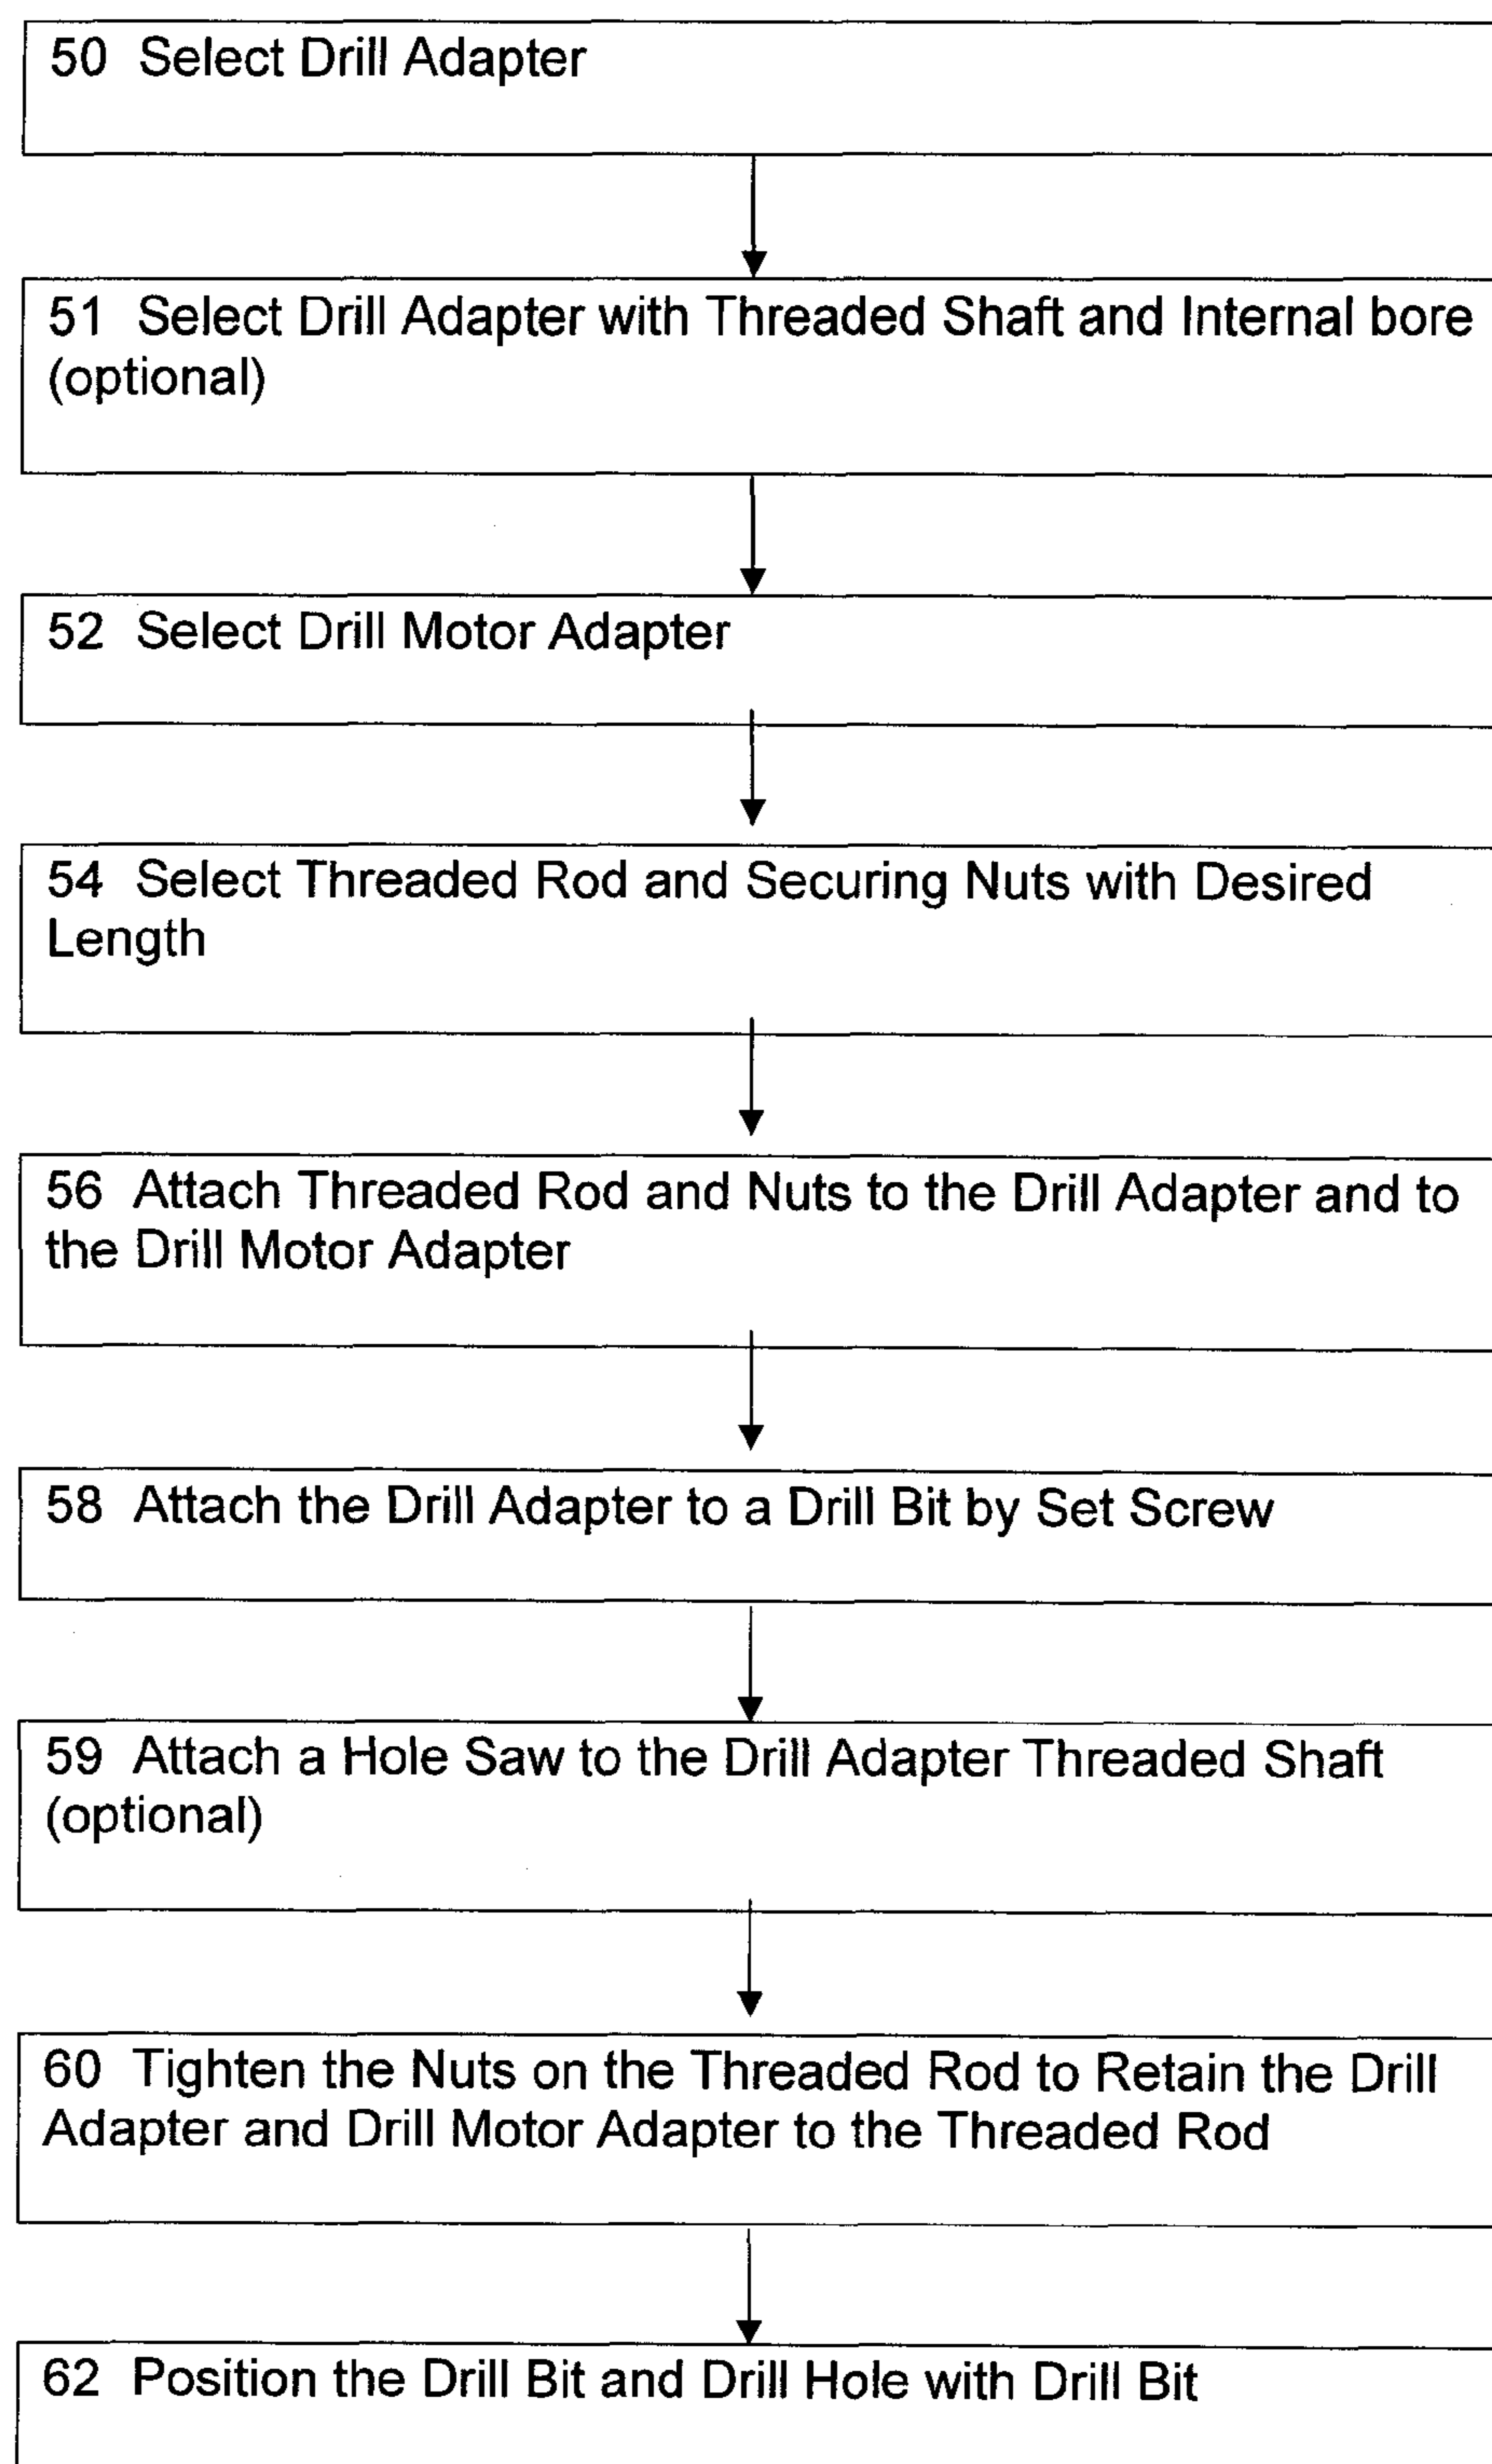 50 Select Drill Adapter
51 Select Drill Adapter with Threaded Shaft and Internal bore
(optional)
52 Select Drill Motor Adapter
54 Select Threaded Rod and Securing Nuts with Desired
Length
56 Attach Threaded Rod and Nuts to the Drill Adapter and to
the Drill Motor Adapter
58 Attach the Drill Adapter to a Drill Bit by Set Screw
59 Attach a Hole Saw to the Drill Adapter Threaded Shaft
(optional)
60 Tighten the Nuts on the Threaded Rod to Retain the Drill
Adapter and Drill Motor Adapter to the Threaded Rod
62 Position the Drill Bit and Drill Hole with Drill Bit